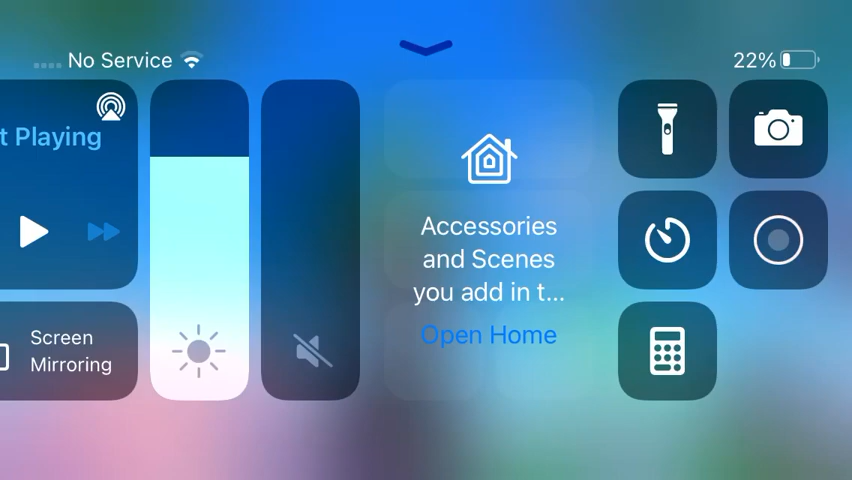 No Service
22%
t Playing
Accessories
and Scenes
you add in t...
Open Home
Screen
Mirroring